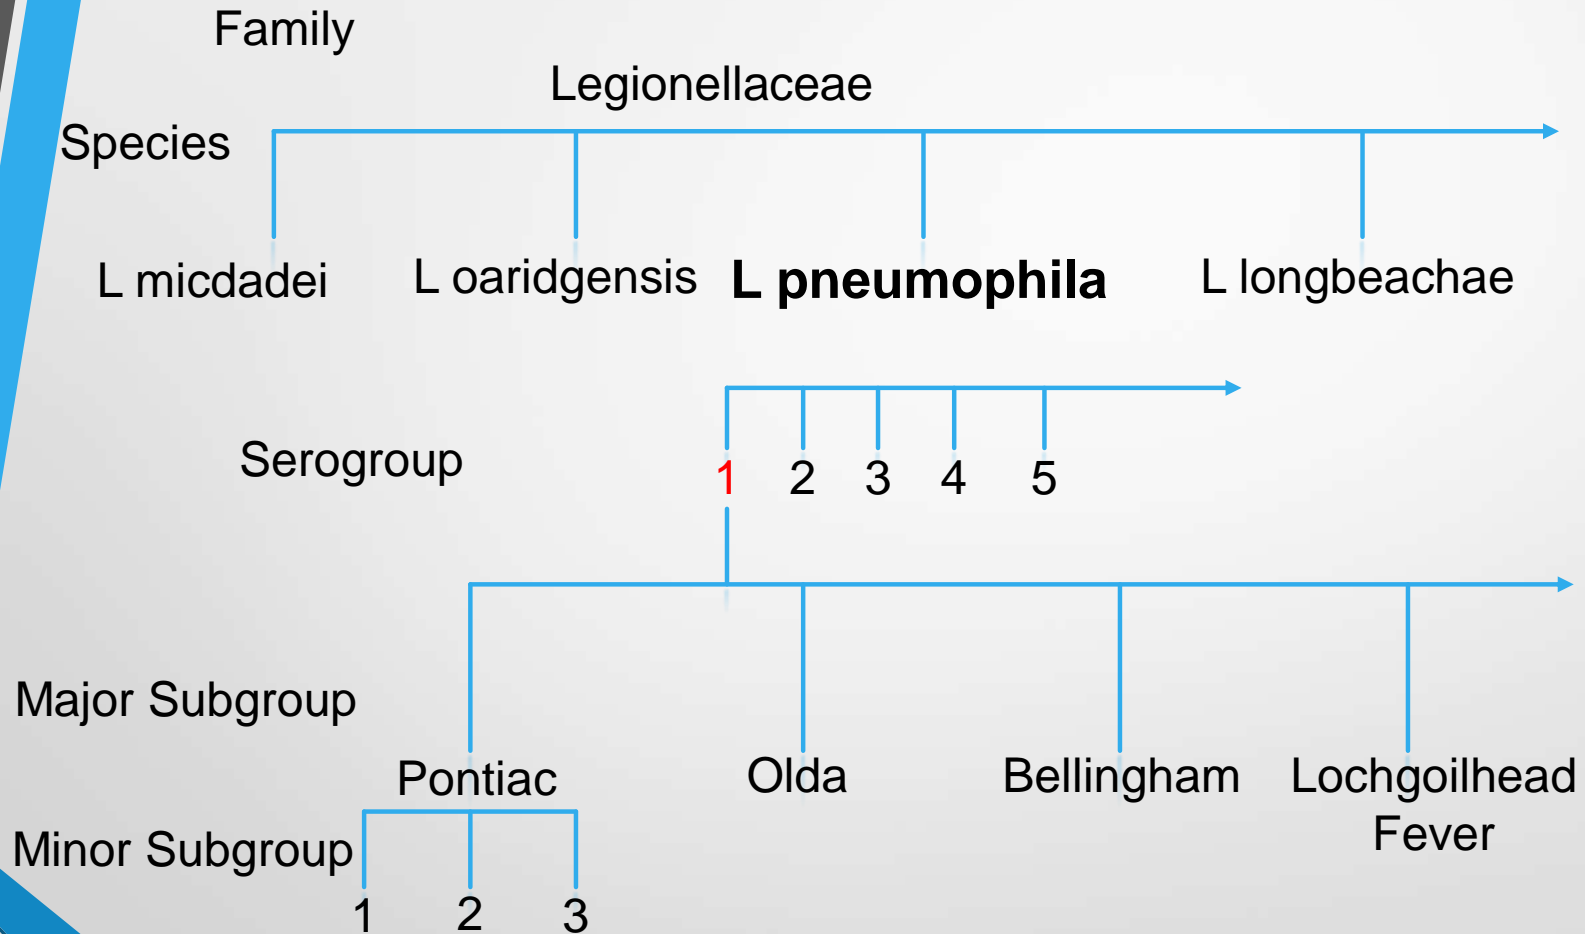 Family
Legionellaceae
Species
L micdadei L oaridgensis L pneumophila L longbeachae
Serogroup 1 2 3 4 5
Major Subgroup
Pontiac Olda Bellingham Lochgoilhead
Fever
Minor Subgroup
1 2 3